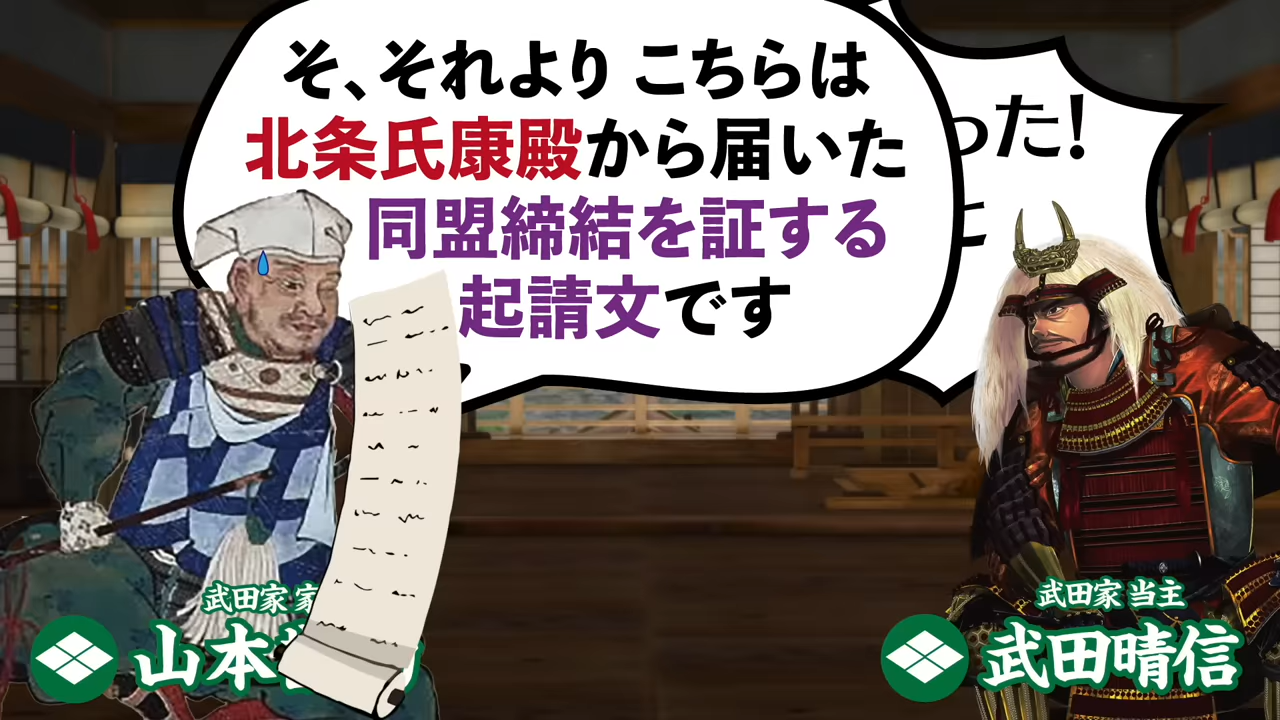 そ、それより こちらは
北条氏康殿から届いた
同盟締結を証する
起請文です
った!
に
武田家 家
山本
武田家 当主
武田晴信